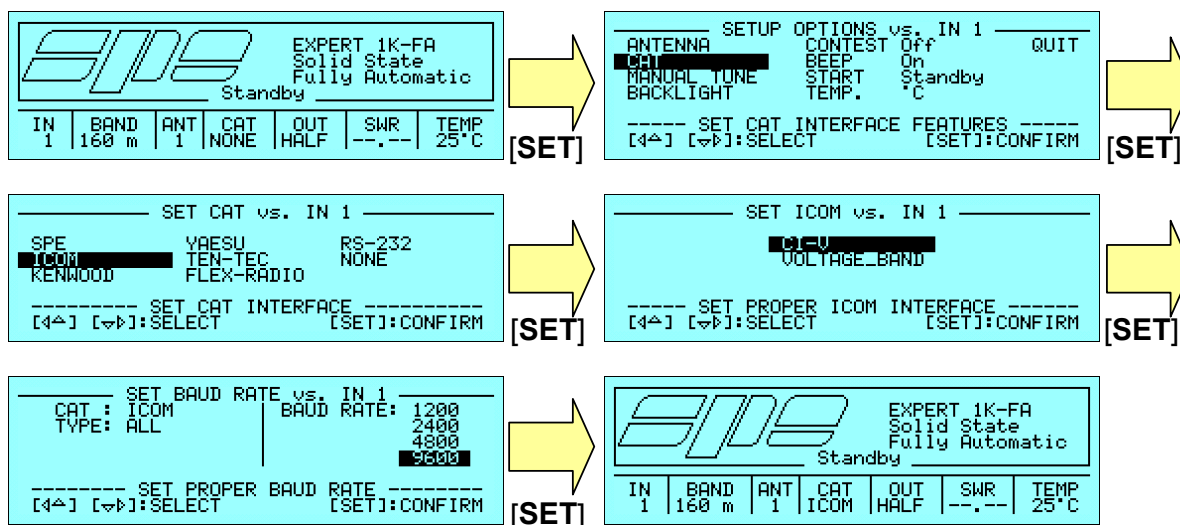 spe
EXPERT 1K-FA
Solid State
Fully Automatic
Standby
IN BAND ANT CAT OUT SWR TEMP
1 160 m 1 NONE HALF --.-- 25°C
[SET]
SETUP OPTIONS vs. IN 1
ANTENNA CONTEST Off QUIT
CAT BEEP On
MANUAL TUNE START Standby
BACKLIGHT TEMP. °C
----- SET CAT INTERFACE FEATURES -----
[◁△] [▽▷]:SELECT [SET]:CONFIRM
[SET]
SET CAT vs. IN 1
SPE YAESU RS-232
ICOM TEN-TEC NONE
KENWOOD FLEX-RADIO
--------- SET CAT INTERFACE ----------
[◁△] [▽▷]:SELECT [SET]:CONFIRM
[SET]
SET ICOM vs. IN 1
CI-V
VOLTAGE_BAND
----- SET PROPER ICOM INTERFACE ------
[◁△] [▽▷]:SELECT [SET]:CONFIRM
[SET]
SET BAUD RATE vs. IN 1
CAT : ICOM BAUD RATE: 1200
TYPE: ALL 2400
4800
9600
-------- SET PROPER BAUD RATE --------
[◁△] [▽▷]:SELECT [SET]:CONFIRM
[SET]
spe
EXPERT 1K-FA
Solid State
Fully Automatic
Standby
IN BAND ANT CAT OUT SWR TEMP
1 160 m 1 ICOM HALF --.-- 25°C